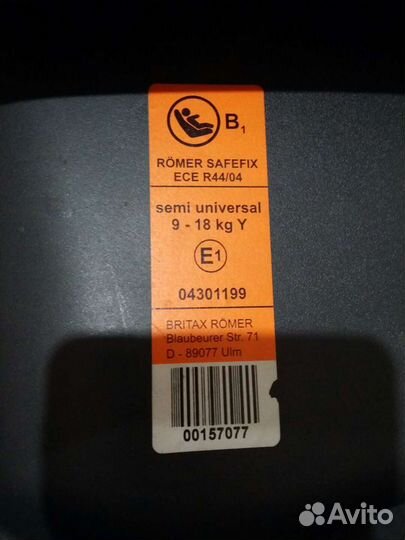 B1
RÖMER SAFEFIX
ECE R44/04
semi universal
9 - 18 kg Y
E1
04301199
BRITAX RÖMER
Blaubeurer Str. 71
D - 89077 Ulm
00157077
Avito